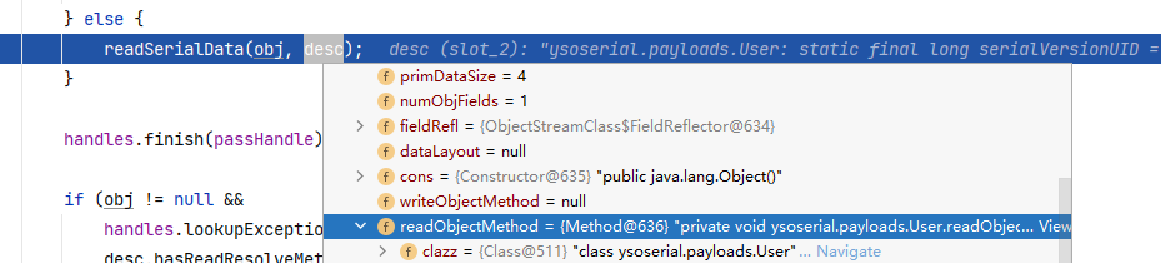 } else {
readSerialData(obj, desc); desc (slot_2): "ysoserial.payloads.User: static final long serialVersionUID =
}
f primDataSize = 4
f numObjFields = 1
handles.finish(passHandle)
f fieldRefl = {ObjectStreamClass$FieldReflector@634}
f dataLayout = null
f cons = {Constructor@635} "public java.lang.Object()"
if (obj != null &&
f writeObjectMethod = null
handles.lookupExceptio
f readObjectMethod = {Method@636} "private void ysoserial.payloads.User.readObjec... View
desc.hasReadResolveMet
f clazz = {Class@511} "class ysoserial.payloads.User"... Navigate